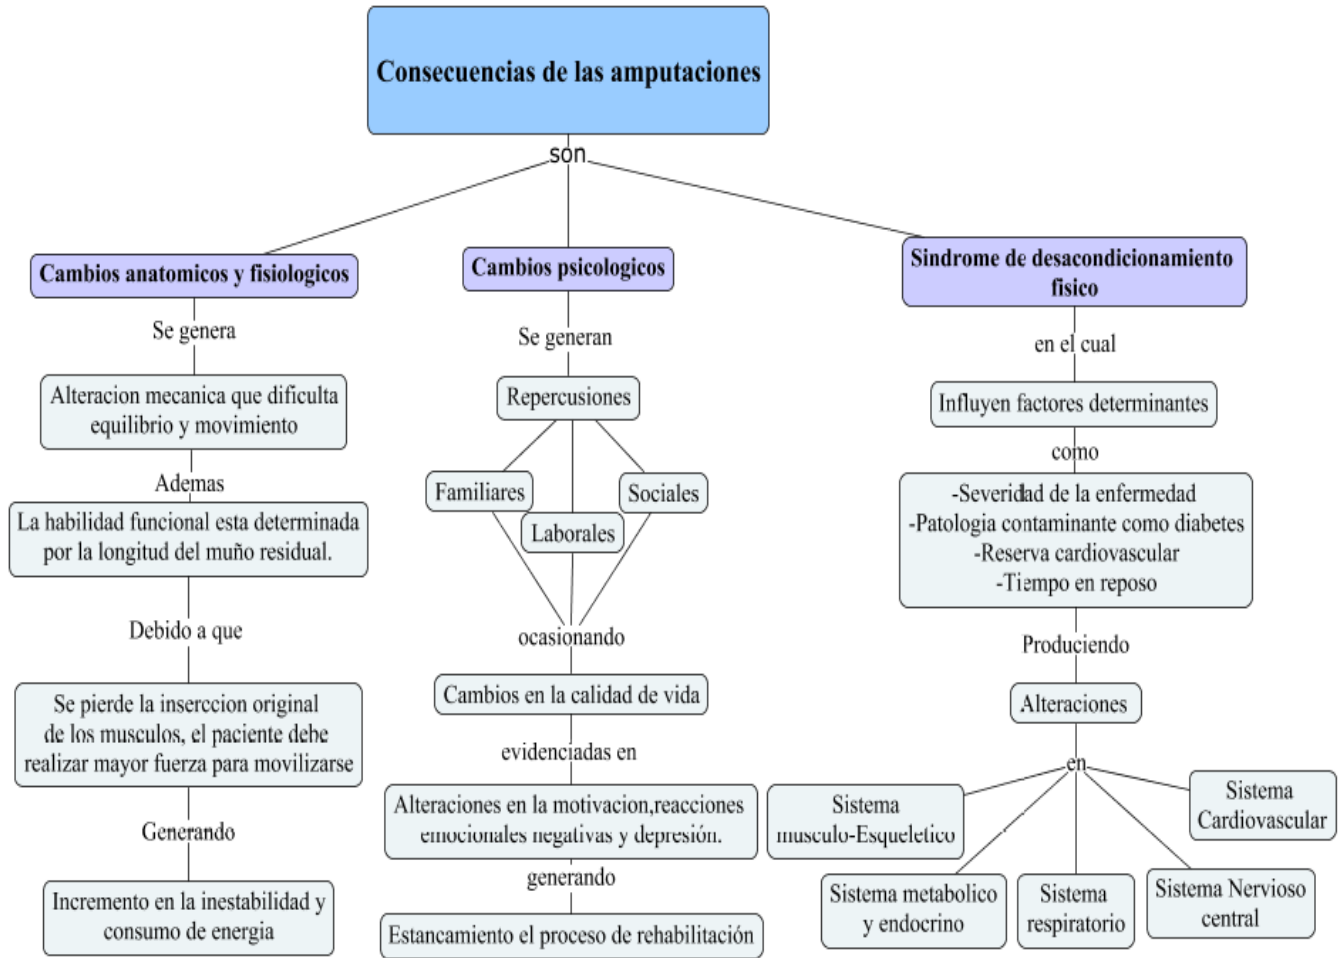 Consecuencias de las amputaciones
son
Cambios anatomicos y fisiologicos
Se genera
Alteracion mecanica que dificulta
equilibrio y movimiento
Ademas
La habilidad funcional esta determinada
por la longitud del muño residual.
Debido a que
Se pierde la inserccion original
de los musculos, el paciente debe
realizar mayor fuerza para movilizarse
Generando
Incremento en la inestabilidad y
consumo de energia
Cambios psicologicos
Se generan
Repercusiones
Familiares
Laborales
Sociales
ocasionando
Cambios en la calidad de vida
evidenciadas en
Alteraciones en la motivacion,reacciones
emocionales negativas y depresión.
generando
Estancamiento el proceso de rehabilitación
Sindrome de desacondicionamiento
fisico
en el cual
Influyen factores determinantes
como
-Severidad de la enfermedad
-Patologia contaminante como diabetes
-Reserva cardiovascular
-Tiempo en reposo
Produciendo
Alteraciones
en
Sistema
musculo-Esqueletico
Sistema metabolico
y endocrino
Sistema
respiratorio
Sistema Nervioso
central
Sistema
Cardiovascular